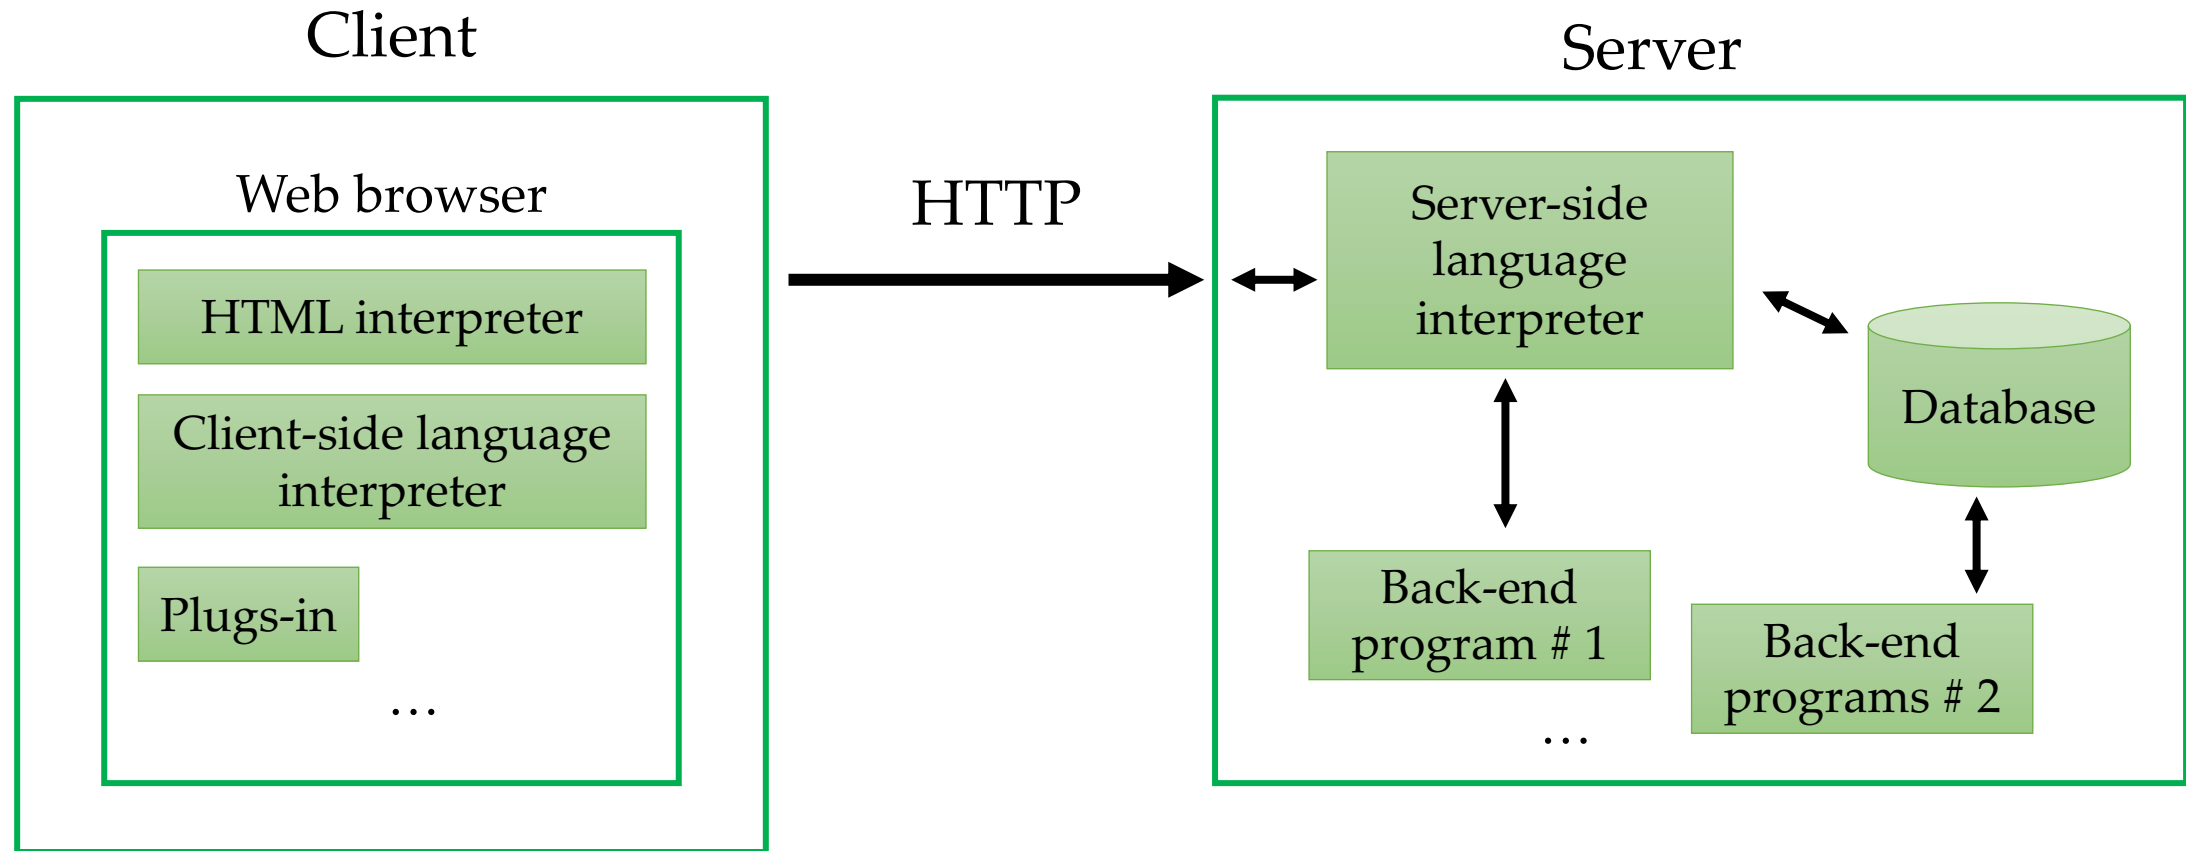 Client
Web browser
HTML interpreter
Client-side language
interpreter
Plugs-in
…
HTTP
Server
Server-side
language
interpreter
Database
Back-end
program # 1
Back-end
programs # 2
…